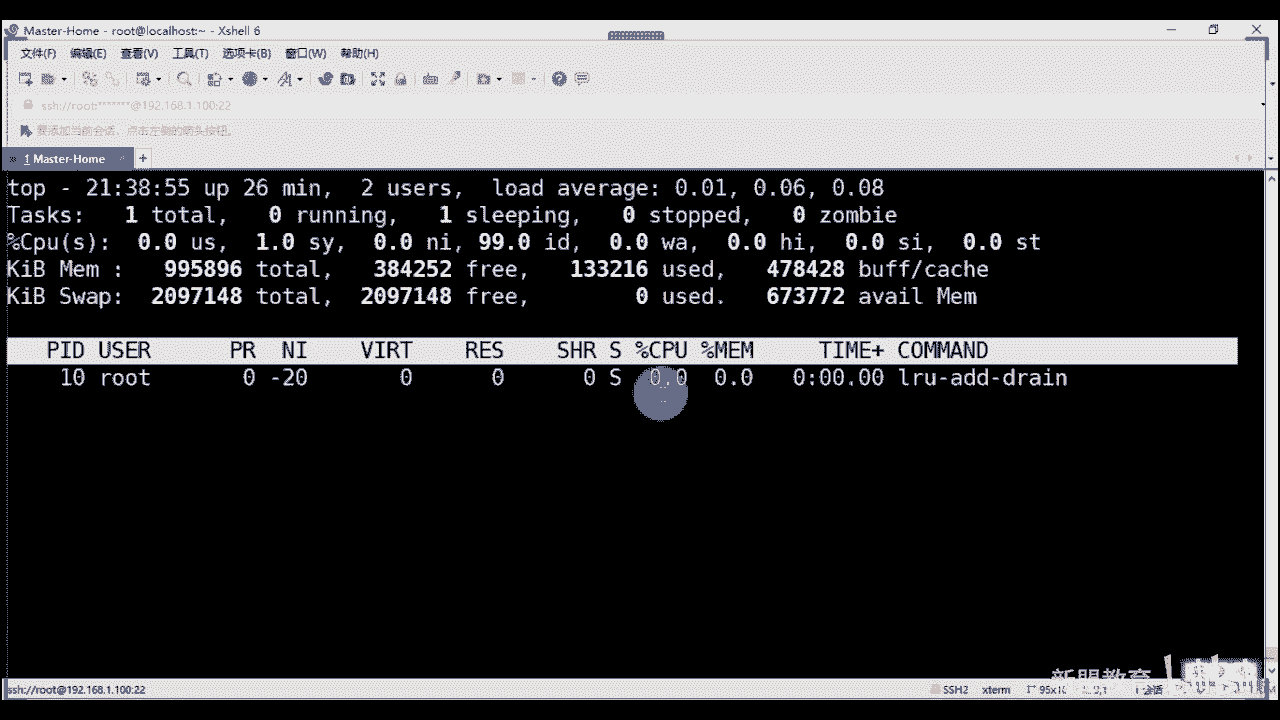 Master-Home - root@localhost:~ - Xshell 6
文件(F) 编辑(E) 查看(V) 工具(T) 选项卡(B) 窗口(W) 帮助(H)
ssh://root:*******@192.168.1.100:22
要添加当前会话，点击左侧的箭头按钮。
1 Master-Home
top - 21:38:55 up 26 min,  2 users,  load average: 0.01, 0.06, 0.08
Tasks:   1 total,   0 running,   1 sleeping,   0 stopped,   0 zombie
%Cpu(s):  0.0 us,  1.0 sy,  0.0 ni, 99.0 id,  0.0 wa,  0.0 hi,  0.0 si,  0.0 st
KiB Mem :   995896 total,   384252 free,   133216 used,   478428 buff/cache
KiB Swap:  2097148 total,  2097148 free,        0 used.   673772 avail Mem
PID USER      PR  NI    VIRT    RES    SHR S %CPU %MEM     TIME+ COMMAND
10 root       0 -20       0      0      0 S  0.0  0.0   0:00.00 lru-add-drain
新盟教育
ssh://root@192.168.1.100:22 SSH2 xterm